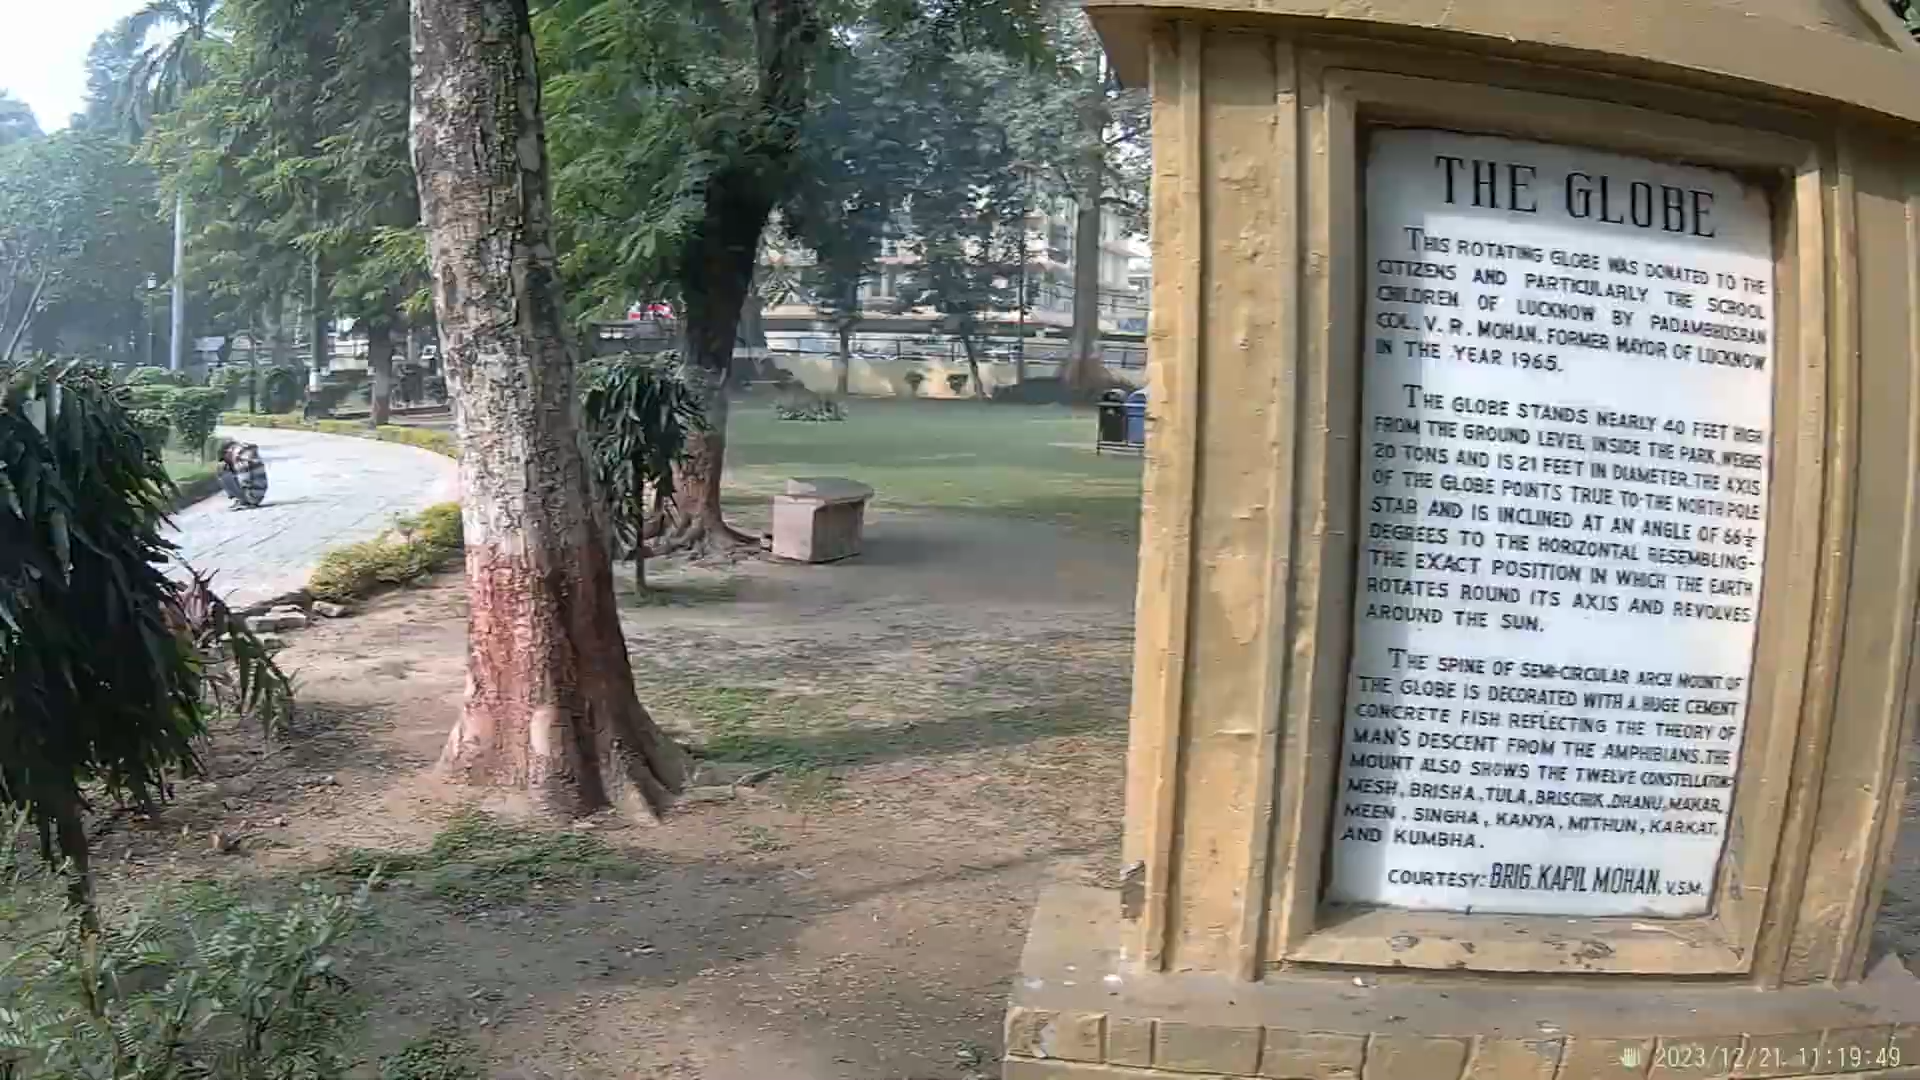 THE GLOBE
THIS ROTATING GLOBE WAS DONATED TO THE
CITIZENS AND PARTICULARLY THE SCHOOL
CHILDREN OF LUCKNOW BY PADAMBHUSHAN
COL. V. R. MOHAN, FORMER MAYOR OF LUCKNOW
IN THE YEAR 1965.
THE GLOBE STANDS NEARLY 40 FEET HIGH
FROM THE GROUND LEVEL, INSIDE THE PARK, WEIGHS
20 TONS AND IS 21 FEET IN DIAMETER. THE AXIS
OF THE GLOBE POINTS TRUE TO THE NORTH POLE
STAR AND IS INCLINED AT AN ANGLE OF 66½
DEGREES TO THE HORIZONTAL RESEMBLING-
THE EXACT POSITION IN WHICH THE EARTH
ROTATES ROUND ITS AXIS AND REVOLVES
AROUND THE SUN.
THE SPINE OF SEMI-CIRCULAR ARCH MOUNT OF
THE GLOBE IS DECORATED WITH A HUGE CEMENT
CONCRETE FISH REFLECTING THE THEORY OF
MAN'S DESCENT FROM THE AMPHIBIANS. THE
MOUNT ALSO SHOWS THE TWELVE CONSTELLATIONS
MESH, BRISHA, TULA, BRISCHIK, DHANU, MAKAR,
MEEN, SINGHA, KANYA, MITHUN, KARKAT,
AND KUMBHA.
COURTESY: BRIG. KAPIL MOHAN, V.S.M.
2023/12/21 11:19:49